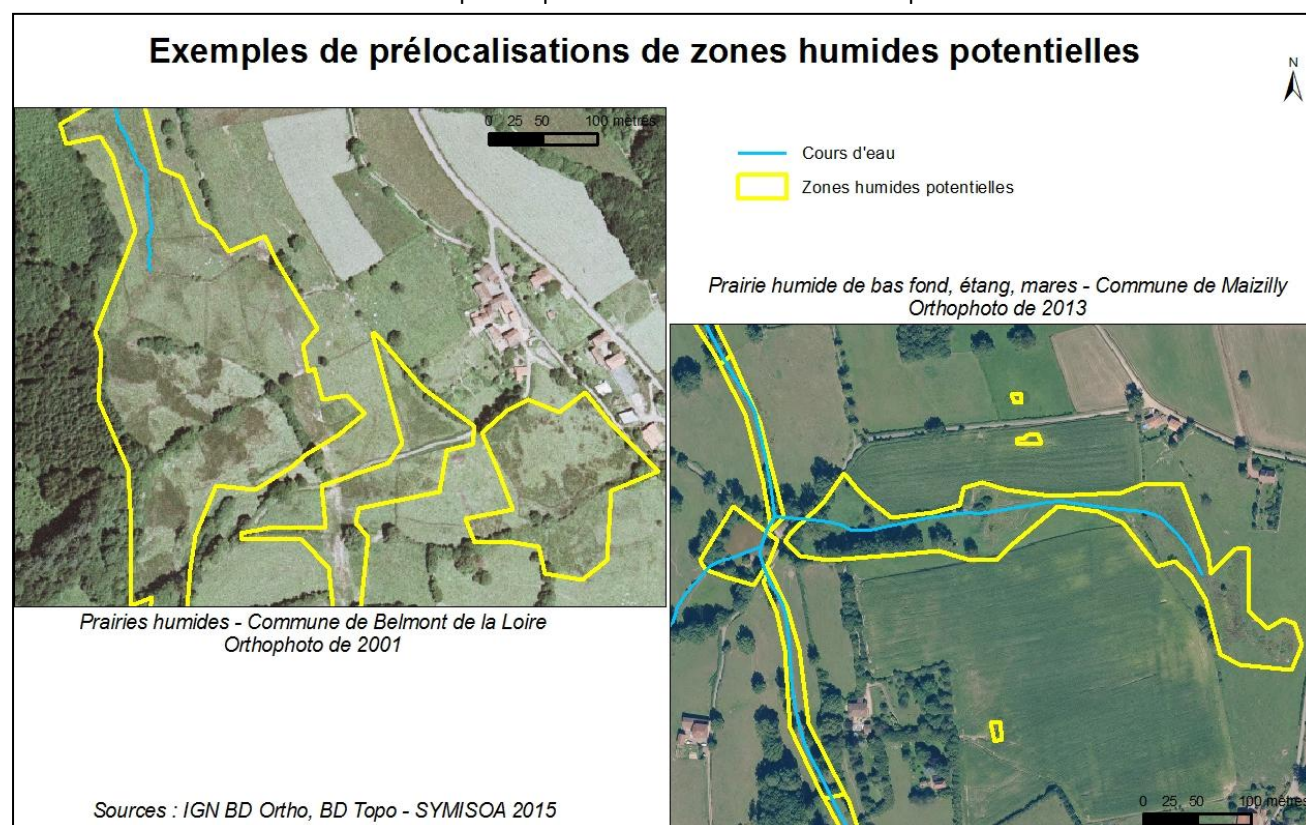 Exemples de prélocalisations de zones humides potentielles
N
0 25 50 100 mètres
Cours d'eau
Zones humides potentielles
Prairie humide de bas fond, étang, mares - Commune de Maizilly
Orthophoto de 2013
Prairies humides - Commune de Belmont de la Loire
Orthophoto de 2001
0 25 50 100 mètres
Sources : IGN BD Ortho, BD Topo - SYMISOA 2015